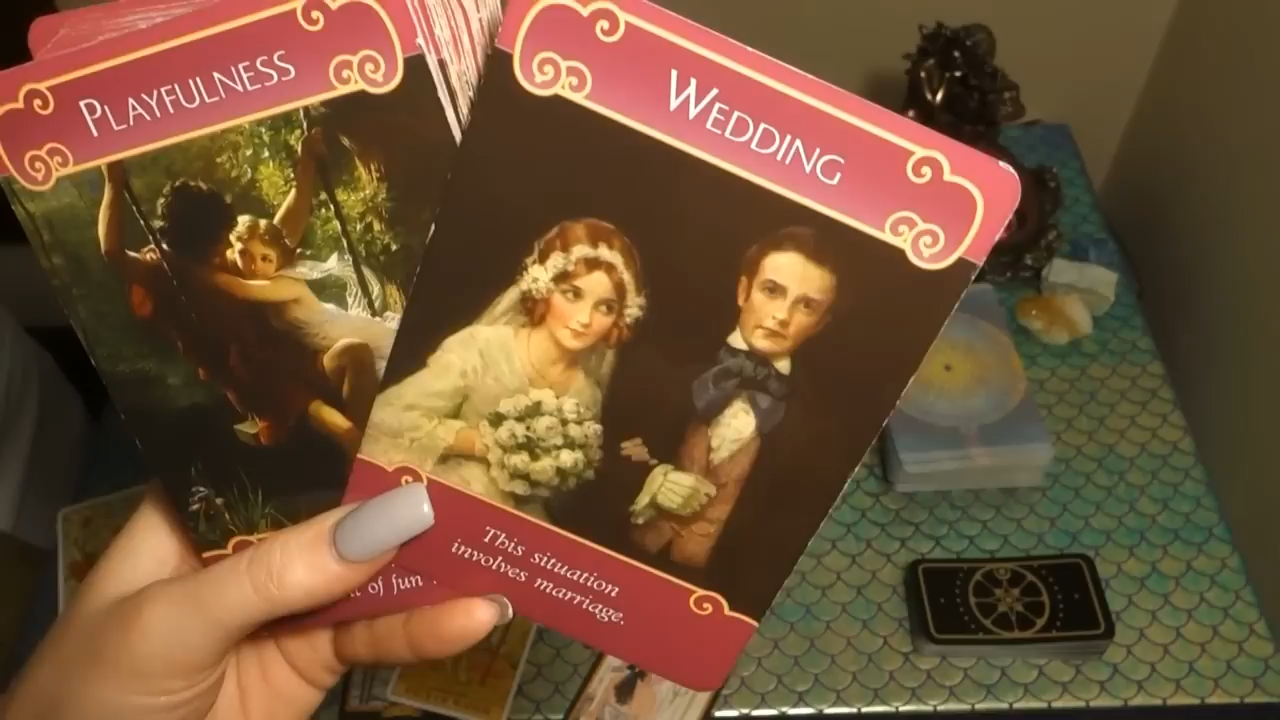 PLAYFULNESS
WEDDING
This situation
involves marriage.
of fun